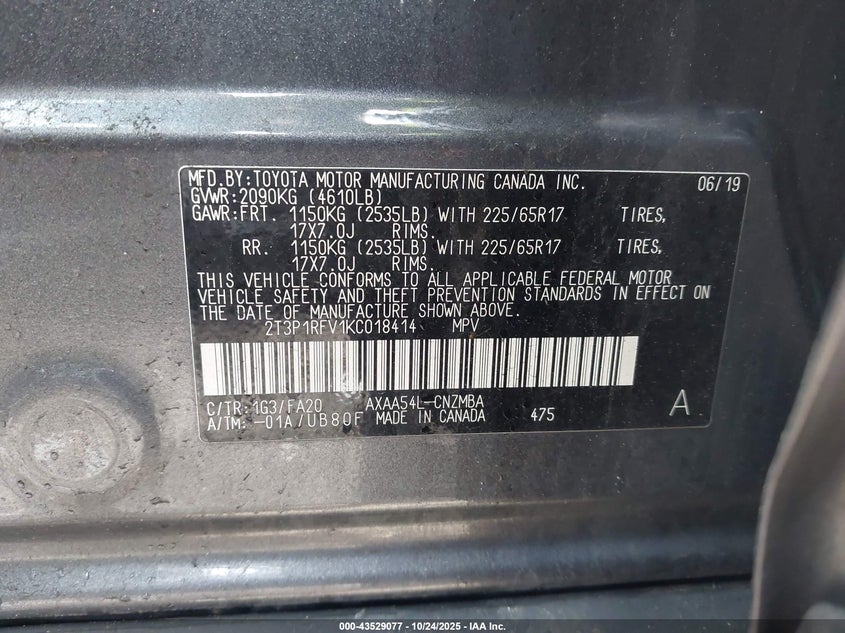 MFD.BY:TOYOTA MOTOR MANUFACTURING CANADA INC. 06/19
GVWR:2090KG (4610LB)
GAWR:FRT. 1150KG (2535LB) WITH 225/65R17 TIRES,
17X7.0J RIMS.
RR. 1150KG (2535LB) WITH 225/65R17 TIRES,
17X7.0J RIMS.
THIS VEHICLE CONFORMS TO ALL APPLICABLE FEDERAL MOTOR
VEHICLE SAFETY AND THEFT PREVENTION STANDARDS IN EFFECT ON
THE DATE OF MANUFACTURE SHOWN ABOVE.
2T3P1RFV1KC018414 MPV
C/TR:1G3/FA20 AXAA54L-CNZMBA
A/TM:-01A/UB80F MADE IN CANADA 475 A
000-43529077 - 10/24/2025 - IAA Inc.